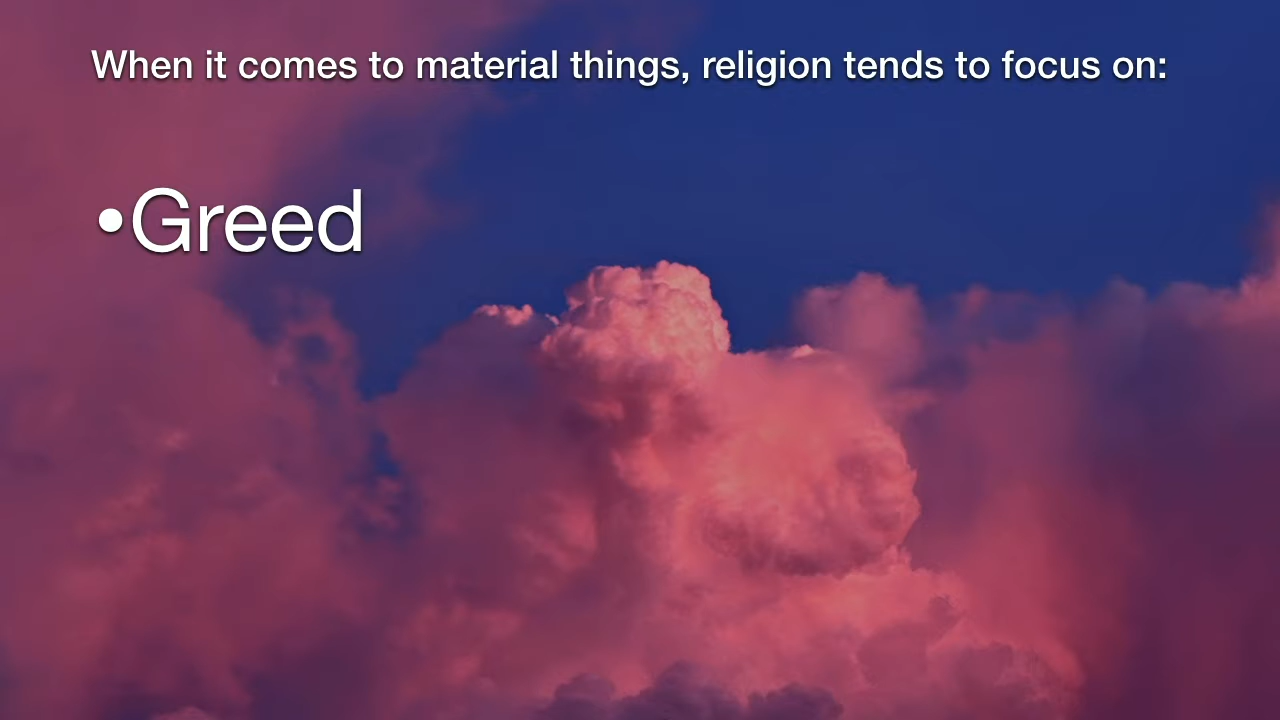 When it comes to material things, religion tends to focus on:
•Greed